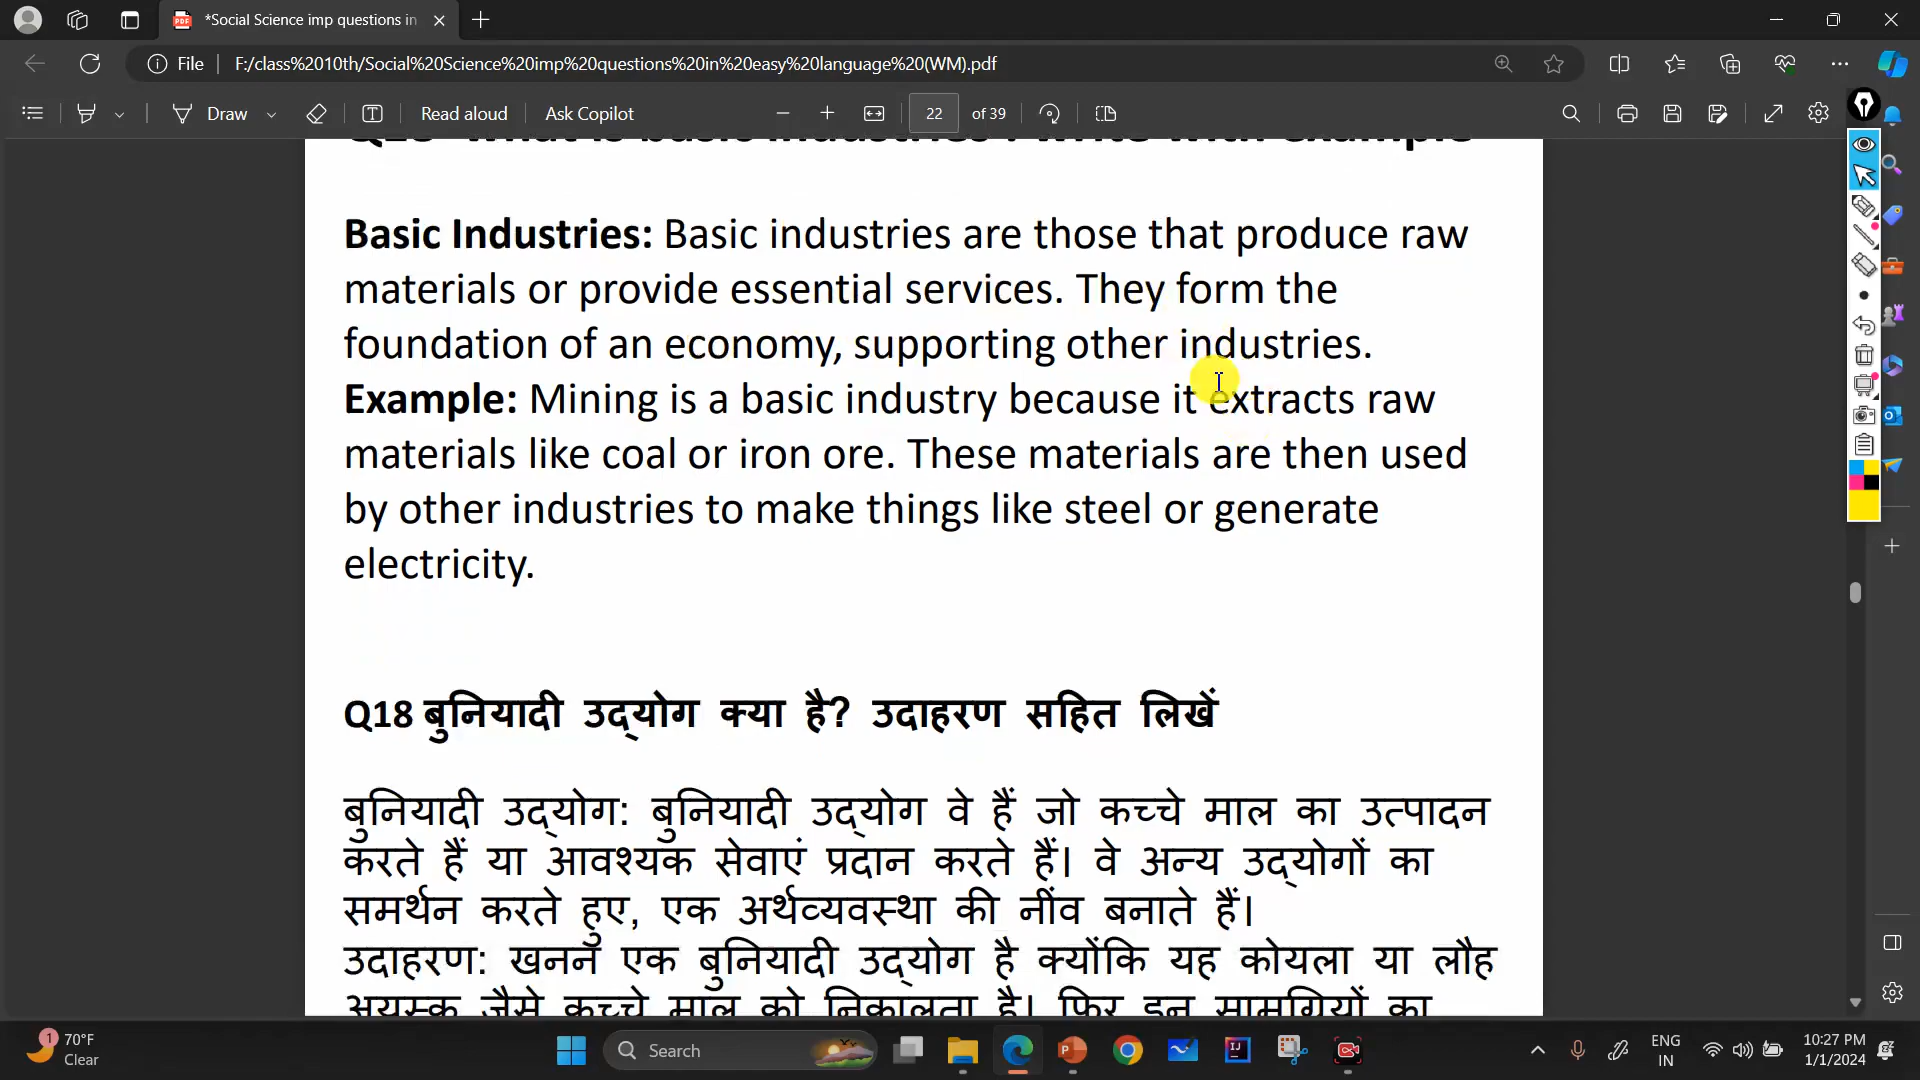 *Social Science imp questions in
File F:/class%2010th/Social%20Science%20imp%20questions%20in%20easy%20language%20(WM).pdf
Draw Read aloud Ask Copilot 22 of 39
Basic Industries: Basic industries are those that produce raw
materials or provide essential services. They form the
foundation of an economy, supporting other industries.
Example: Mining is a basic industry because it extracts raw
materials like coal or iron ore. These materials are then used
by other industries to make things like steel or generate
electricity.
Q18 बुनियादी उद्योग क्या है? उदाहरण सहित लिखें
बुनियादी उद्योग: बुनियादी उद्योग वे हैं जो कच्चे माल का उत्पादन
करते हैं या आवश्यक सेवाएं प्रदान करते हैं। वे अन्य उद्योगों का
समर्थन करते हुए, एक अर्थव्यवस्था की नींव बनाते हैं।
उदाहरण: खनन एक बुनियादी उद्योग है क्योंकि यह कोयला या लौह
अयस्क जैसे कच्चे माल को निकालता है। फिर इन सामग्रियों का
1 70°F
Clear
Search
ENG
IN
10:27 PM
1/1/2024